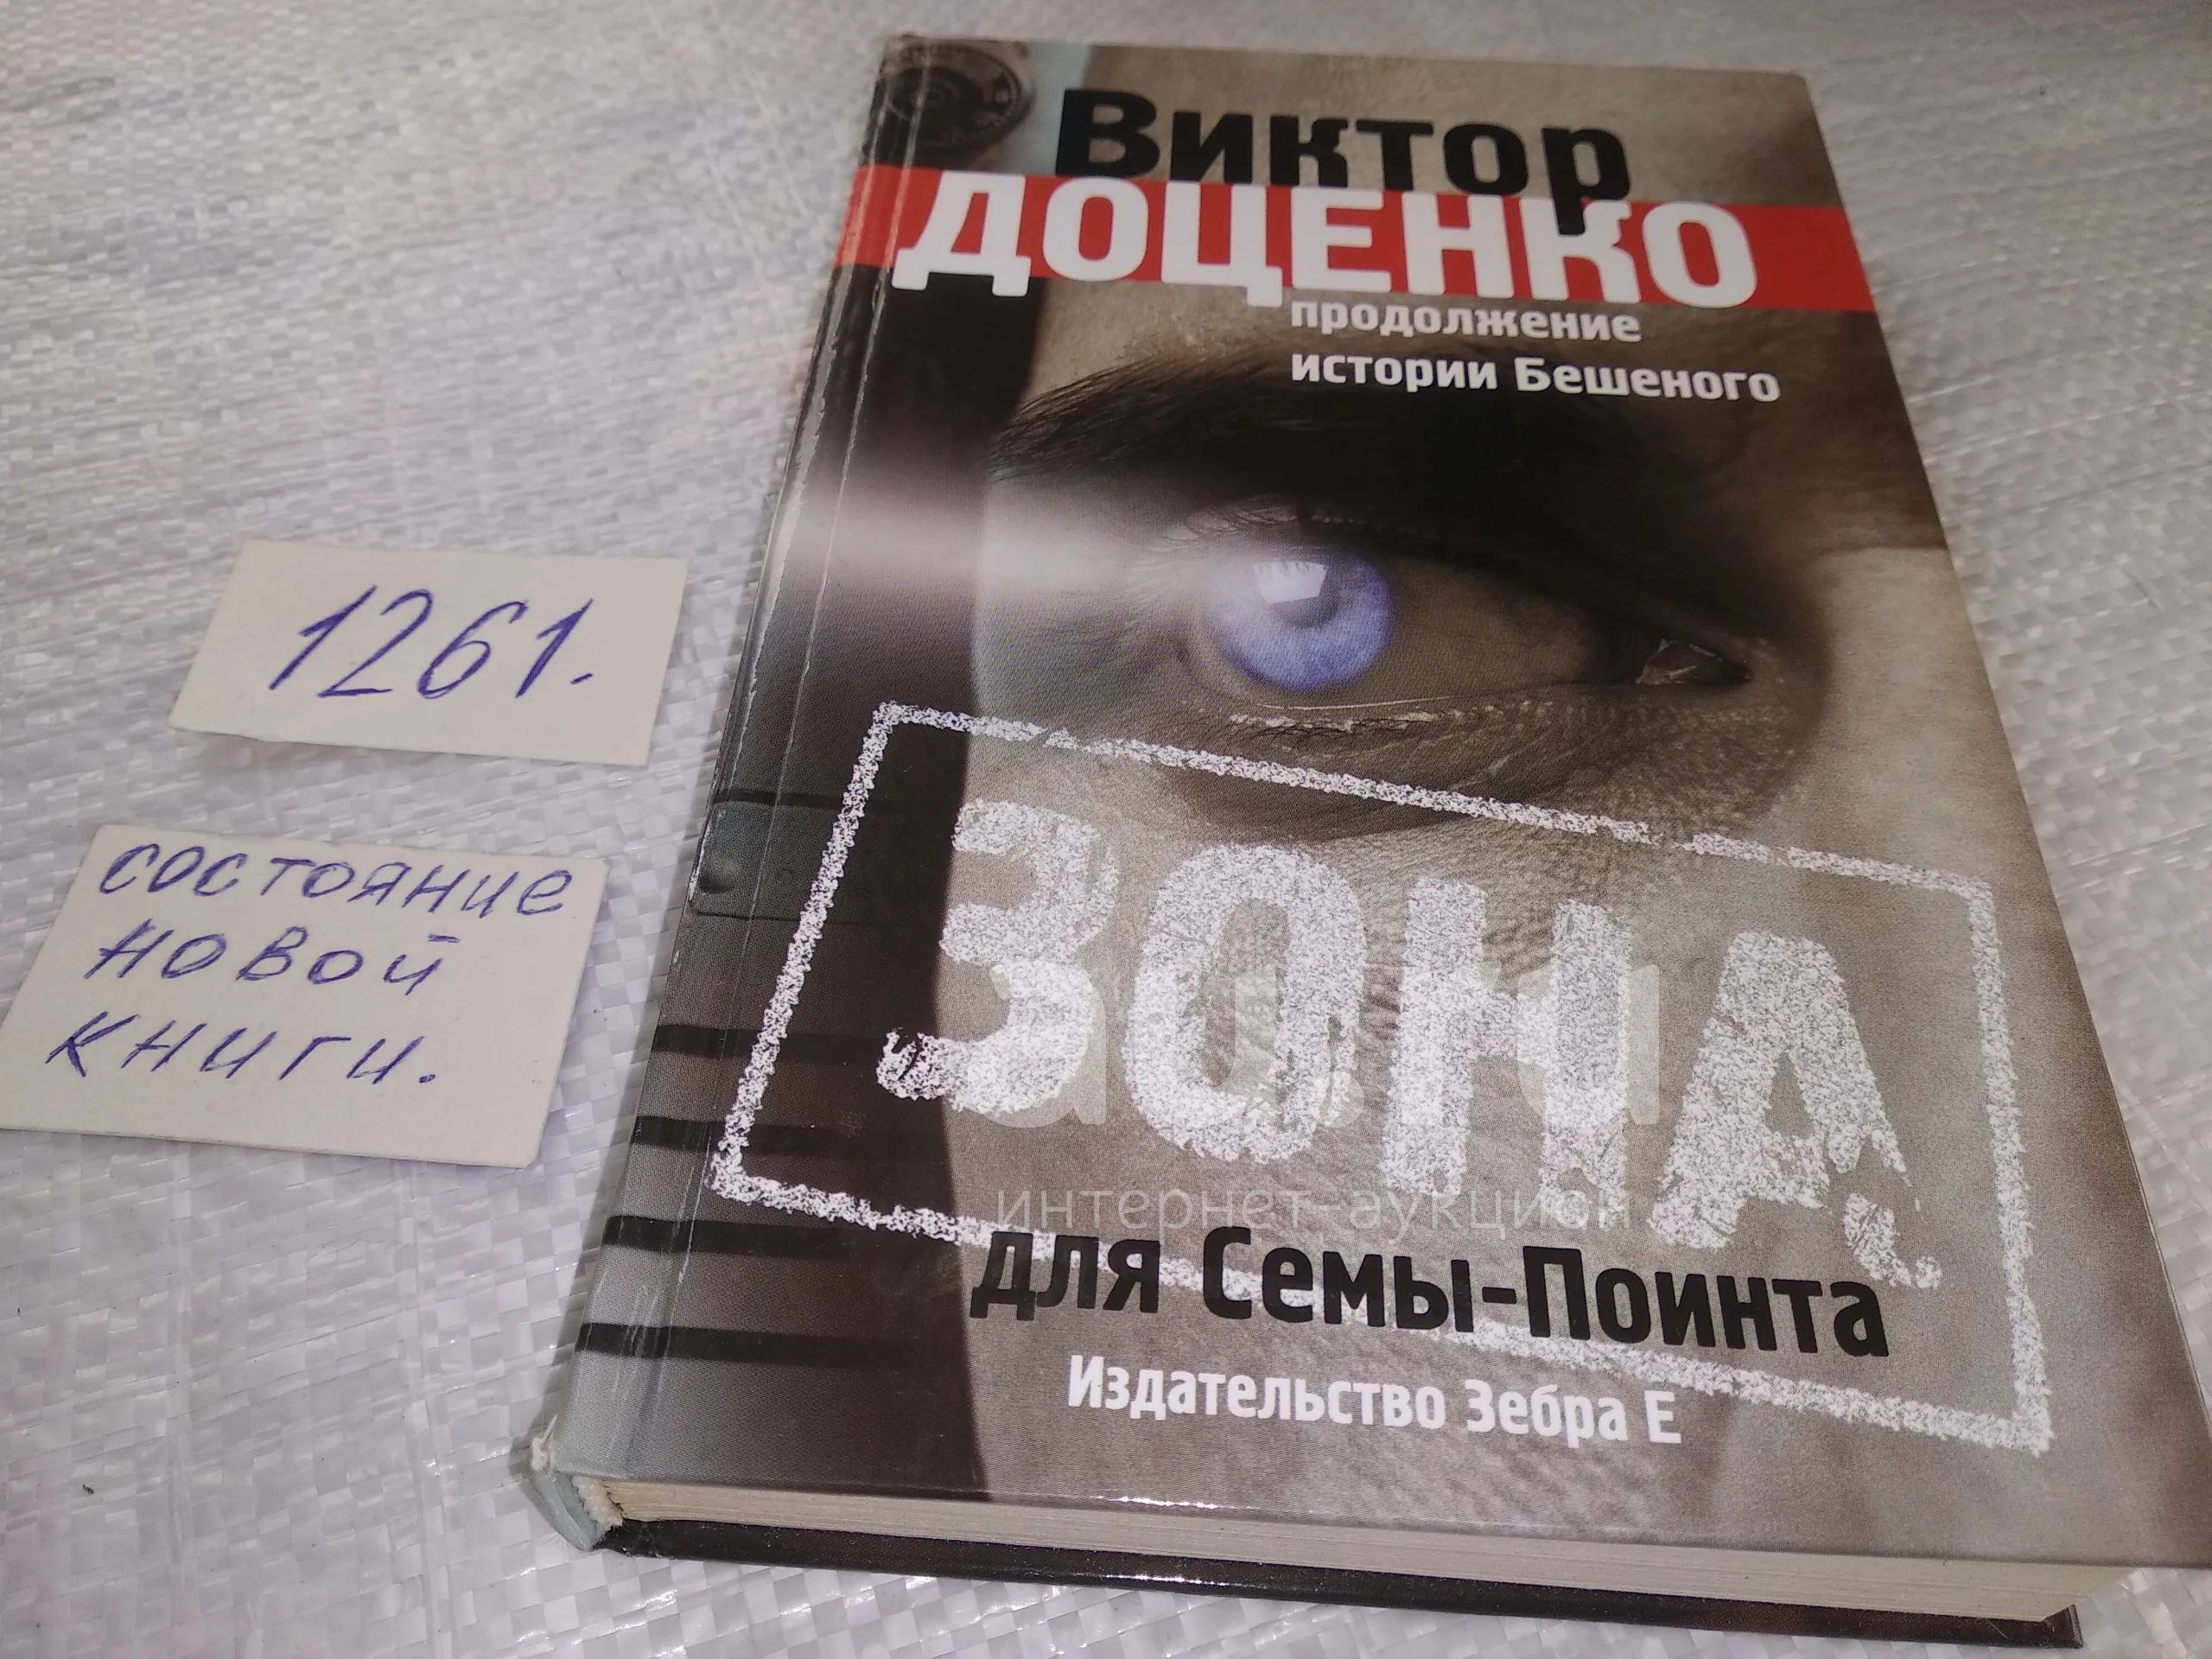 Виктор
ДОЦЕНКО
продолжение
истории Бешеного
1261.
состояние
новой
книги.
ЗОНА
интернет-аукцион
для Семы-Поинта
Издательство Зебра Е